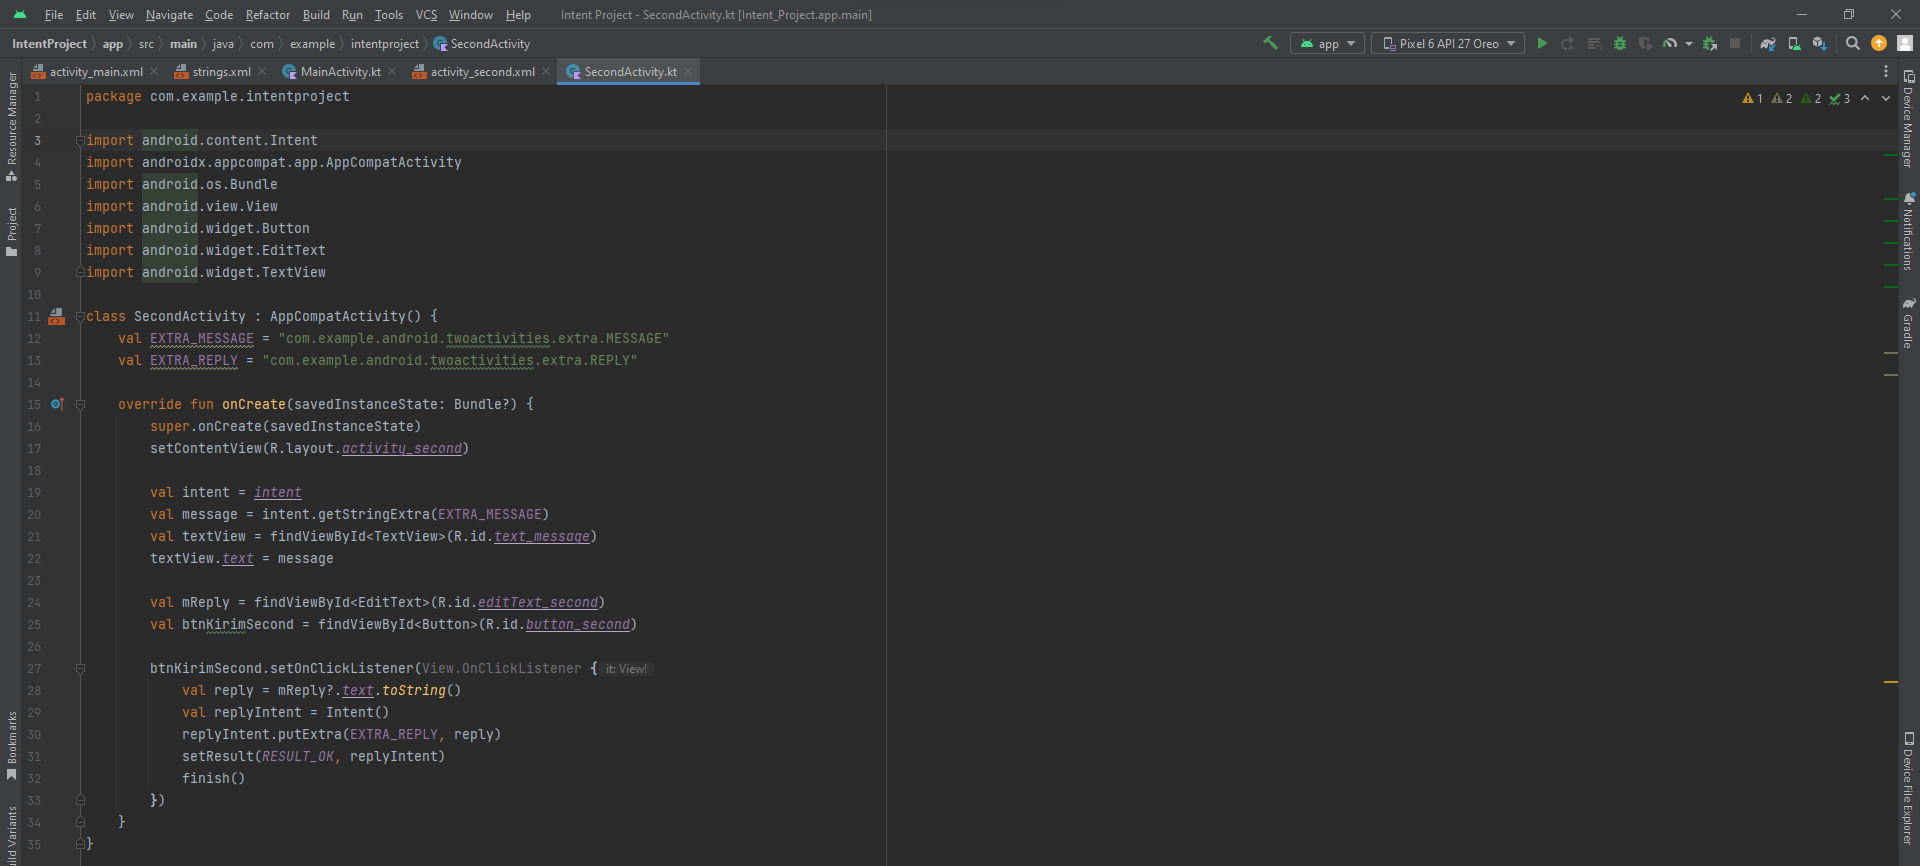 File Edit View Navigate Code Refactor Build Run Tools VCS Window Help Intent Project - SecondActivity.kt [Intent_Project.app.main]
IntentProject app src main java com example intentproject SecondActivity app Pixel 6 API 27 Oreo
activity_main.xml strings.xml MainActivity.kt activity_second.xml SecondActivity.kt
1 package com.example.intentproject
1 2 2 3
2
3 import android.content.Intent
4 import androidx.appcompat.app.AppCompatActivity
5 import android.os.Bundle
6 import android.view.View
7 import android.widget.Button
8 import android.widget.EditText
9 import android.widget.TextView
10
11 class SecondActivity : AppCompatActivity() {
12 val EXTRA_MESSAGE = "com.example.android.twoactivities.extra.MESSAGE"
13 val EXTRA_REPLY = "com.example.android.twoactivities.extra.REPLY"
14
15 override fun onCreate(savedInstanceState: Bundle?) {
16 super.onCreate(savedInstanceState)
17 setContentView(R.layout.activity_second)
18
19 val intent = intent
20 val message = intent.getStringExtra(EXTRA_MESSAGE)
21 val textView = findViewById<TextView>(R.id.text_message)
22 textView.text = message
23
24 val mReply = findViewById<EditText>(R.id.editText_second)
25 val btnKirimSecond = findViewById<Button>(R.id.button_second)
26
27 btnKirimSecond.setOnClickListener(View.OnClickListener { it: View!
28 val reply = mReply?.text.toString()
29 val replyIntent = Intent()
30 replyIntent.putExtra(EXTRA_REPLY, reply)
31 setResult(RESULT_OK, replyIntent)
32 finish()
33 })
34 }
35 }
Resource Manager
Project
Bookmarks
Device Manager
Notifications
Gradle
Device File Explorer